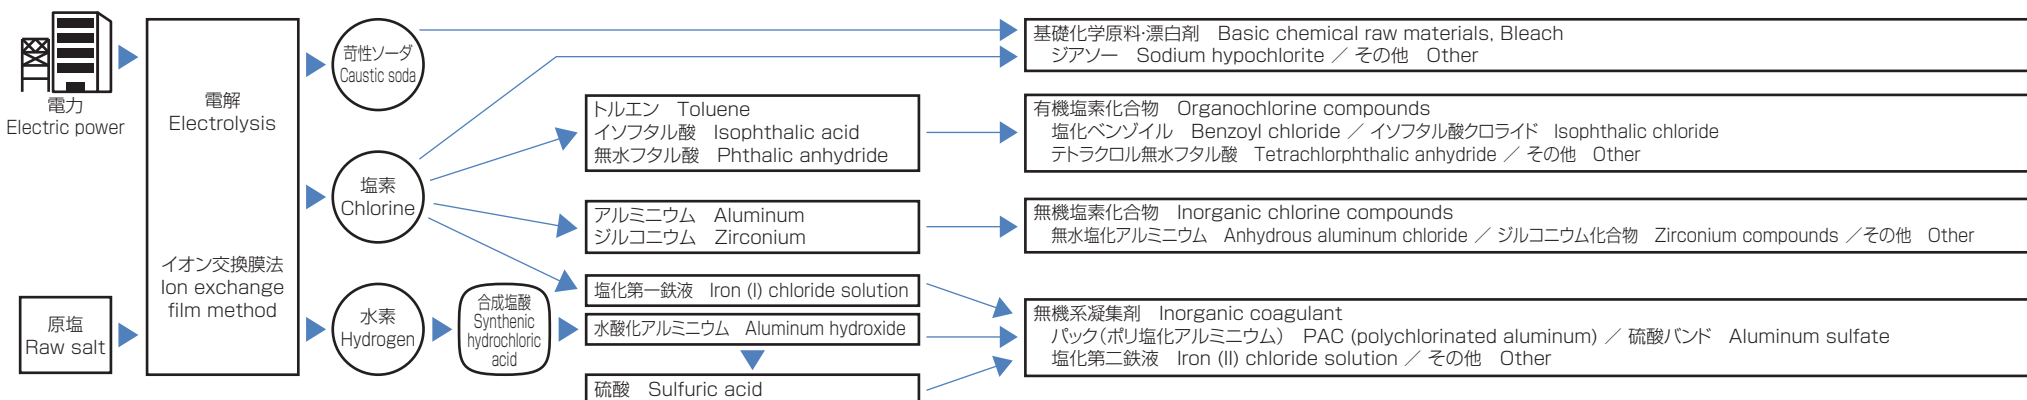 電力
Electric power
原塩
Raw salt
電解
Electrolysis
イオン交換膜法
Ion exchange
film method
苛性ソーダ
Caustic soda
塩素
Chlorine
水素
Hydrogen
合成塩酸
Synthenic
hydrochloric
acid
トルエン Toluene
イソフタル酸 Isophthalic acid
無水フタル酸 Phthalic anhydride
アルミニウム Aluminum
ジルコニウム Zirconium
塩化第一鉄液 Iron (I) chloride solution
水酸化アルミニウム Aluminum hydroxide
硫酸 Sulfuric acid
基礎化学原料・漂白剤 Basic chemical raw materials, Bleach
ジアソー Sodium hypochlorite ／ その他 Other
有機塩素化合物 Organochlorine compounds
塩化ベンゾイル Benzoyl chloride ／ イソフタル酸クロライド Isophthalic chloride
テトラクロル無水フタル酸 Tetrachlorphthalic anhydride ／ その他 Other
無機塩素化合物 Inorganic chlorine compounds
無水塩化アルミニウム Anhydrous aluminum chloride ／ ジルコニウム化合物 Zirconium compounds ／その他 Other
無機系凝集剤 Inorganic coagulant
パック（ポリ塩化アルミニウム） PAC (polychlorinated aluminum) ／ 硫酸バンド Aluminum sulfate
塩化第二鉄液 Iron (II) chloride solution ／ その他 Other